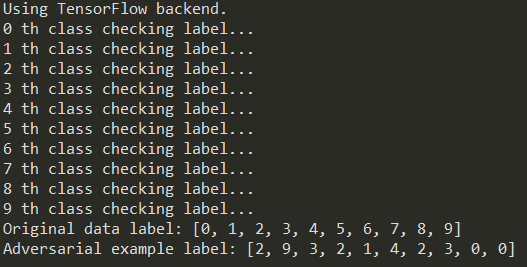 Using TensorFlow backend.
0 th class checking label...
1 th class checking label...
2 th class checking label...
3 th class checking label...
4 th class checking label...
5 th class checking label...
6 th class checking label...
7 th class checking label...
8 th class checking label...
9 th class checking label...
Original data label: [0, 1, 2, 3, 4, 5, 6, 7, 8, 9]
Adversarial example label: [2, 9, 3, 2, 1, 4, 2, 3, 0, 0]